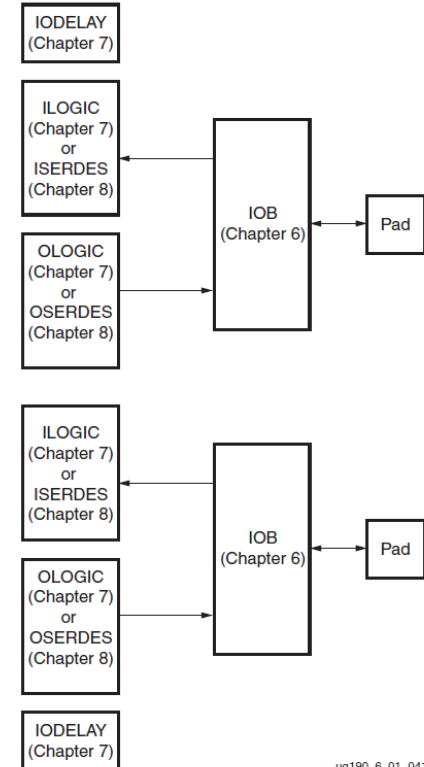 IODELAY
(Chapter 7)
ILOGIC
(Chapter 7)
or
ISERDES
(Chapter 8)
IOB
(Chapter 6)
Pad
OLOGIC
(Chapter 7)
or
OSERDES
(Chapter 8)
ILOGIC
(Chapter 7)
or
ISERDES
(Chapter 8)
IOB
(Chapter 6)
Pad
OLOGIC
(Chapter 7)
or
OSERDES
(Chapter 8)
IODELAY
(Chapter 7)